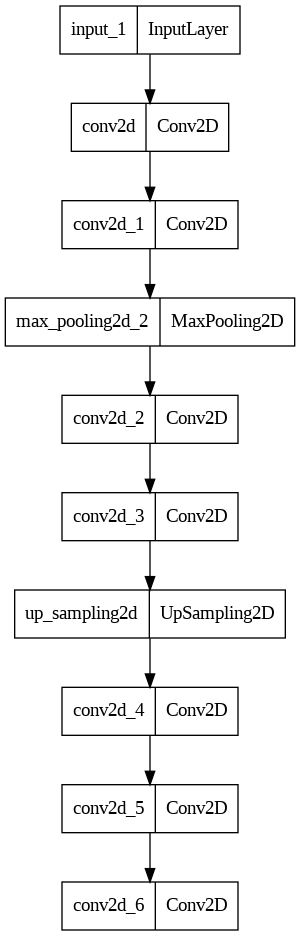 input_1 InputLayer
conv2d Conv2D
conv2d_1 Conv2D
max_pooling2d_2 MaxPooling2D
conv2d_2 Conv2D
conv2d_3 Conv2D
up_sampling2d UpSampling2D
conv2d_4 Conv2D
conv2d_5 Conv2D
conv2d_6 Conv2D